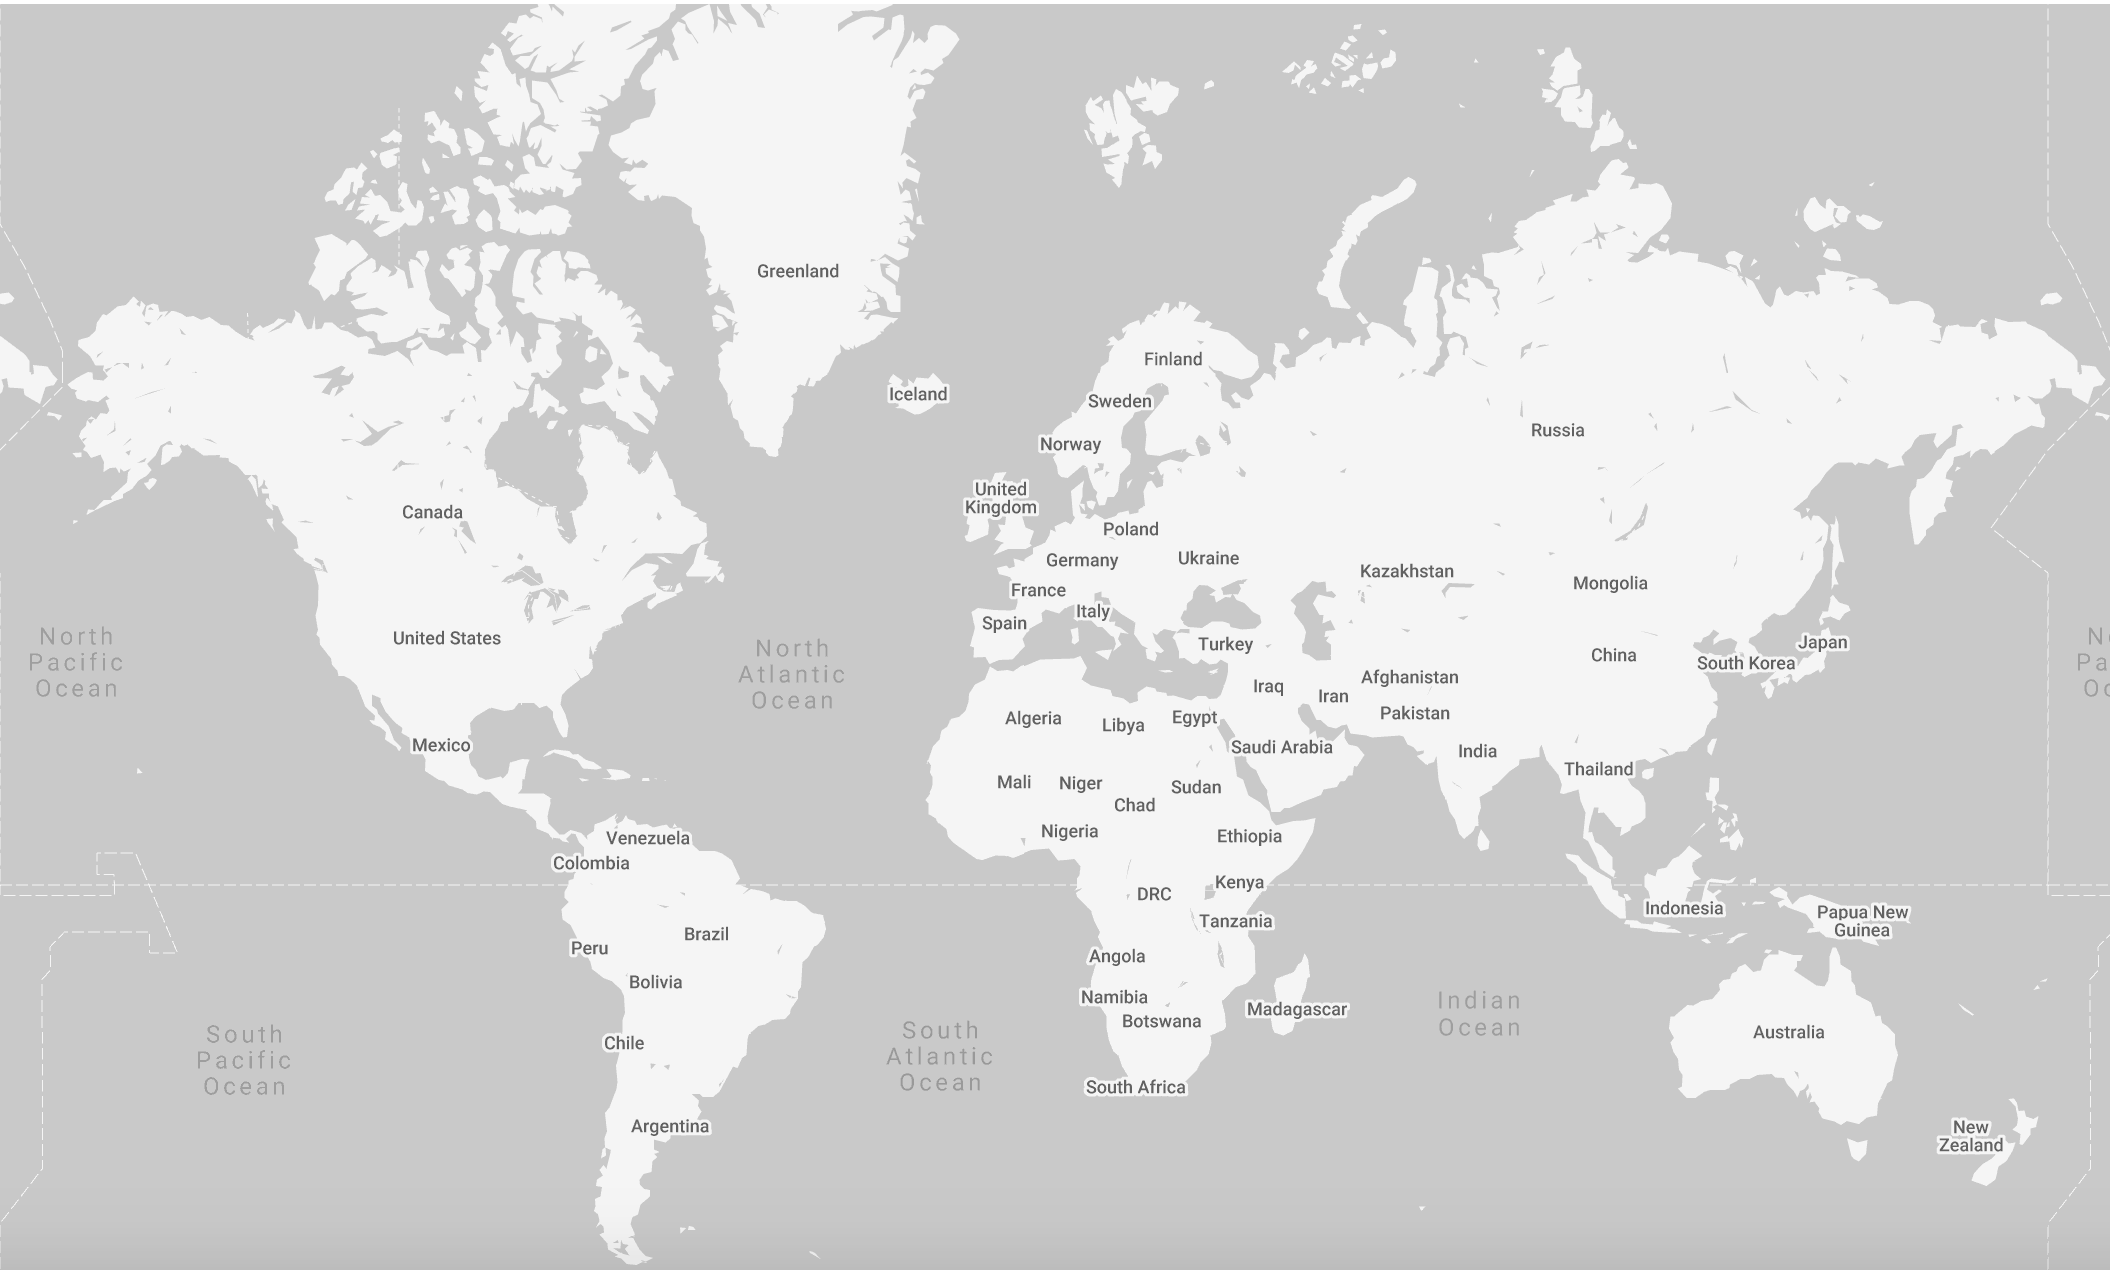 Greenland
Finland
Iceland
Sweden
Norway
Russia
United
Kingdom
Canada
Poland
Germany
Ukraine
Kazakhstan
Mongolia
France
Italy
Spain
United States
Turkey
Japan
North
Pacific
Ocean
North
Atlantic
Ocean
China
South Korea
No
Pa
Oc
Afghanistan
Iraq
Iran
Pakistan
Algeria
Libya
Egypt
Mexico
Saudi Arabia
India
Thailand
Mali
Niger
Sudan
Chad
Nigeria
Ethiopia
Venezuela
Colombia
Kenya
DRC
Indonesia
Papua New
Guinea
Tanzania
Brazil
Peru
Angola
Bolivia
Namibia
Madagascar
Indian
Ocean
Botswana
Australia
South
Pacific
Ocean
Chile
South
Atlantic
Ocean
South Africa
Argentina
New
Zealand